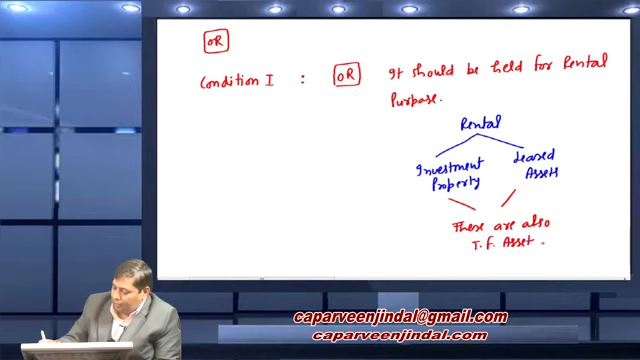 OR
Condition I : OR It should be held for Rental
Purpose.
Rental
Investment
Property
Leased
Assets
These are also
T.F. Asset.
caparveenjindal@gmail.com
caparveenjindal.com